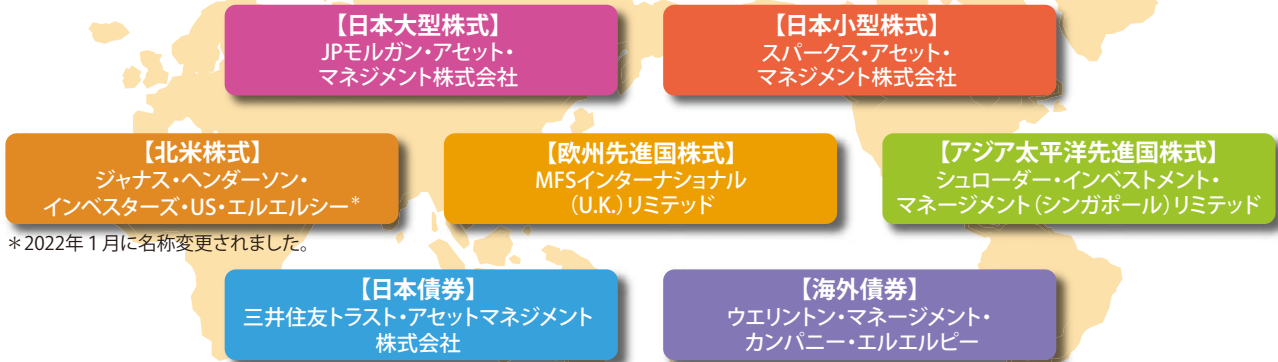 【日本大型株式】
JPモルガン・アセット・
マネジメント株式会社
【日本小型株式】
スパークス・アセット・
マネジメント株式会社
【北米株式】
ジャナス・ヘンダーソン・
インベスターズ・US・エルエルシー*
【欧州先進国株式】
MFSインターナショナル
(U.K.)リミテッド
【アジア太平洋先進国株式】
シュローダー・インベストメント・
マネージメント(シンガポール)リミテッド
*2022年1月に名称変更されました。
【日本債券】
三井住友トラスト・アセットマネジメント
株式会社
【海外債券】
ウエリントン・マネージメント・
カンパニー・エルエルピー